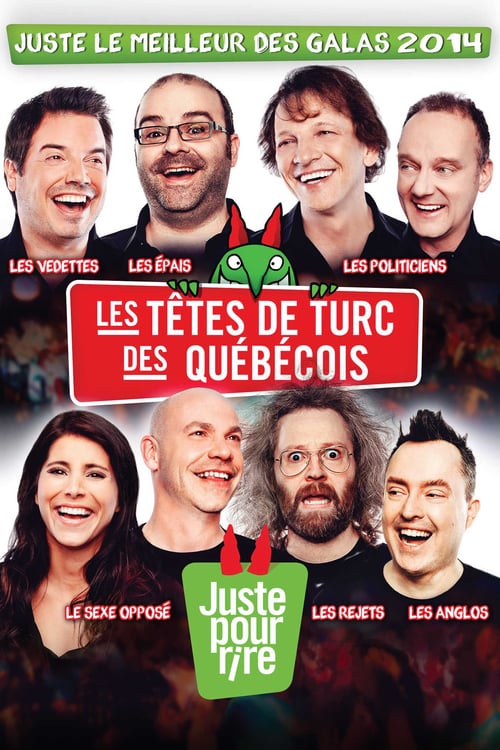 JUSTE LE MEILLEUR DES GALAS 2014
LES VEDETTES
LES ÉPAIS
LES POLITICIENS
LES TÊTES DE TURC
DES QUÉBÉCOIS
LE SEXE OPPOSÉ
LES REJETS
LES ANGLOS
Juste
pour
rire